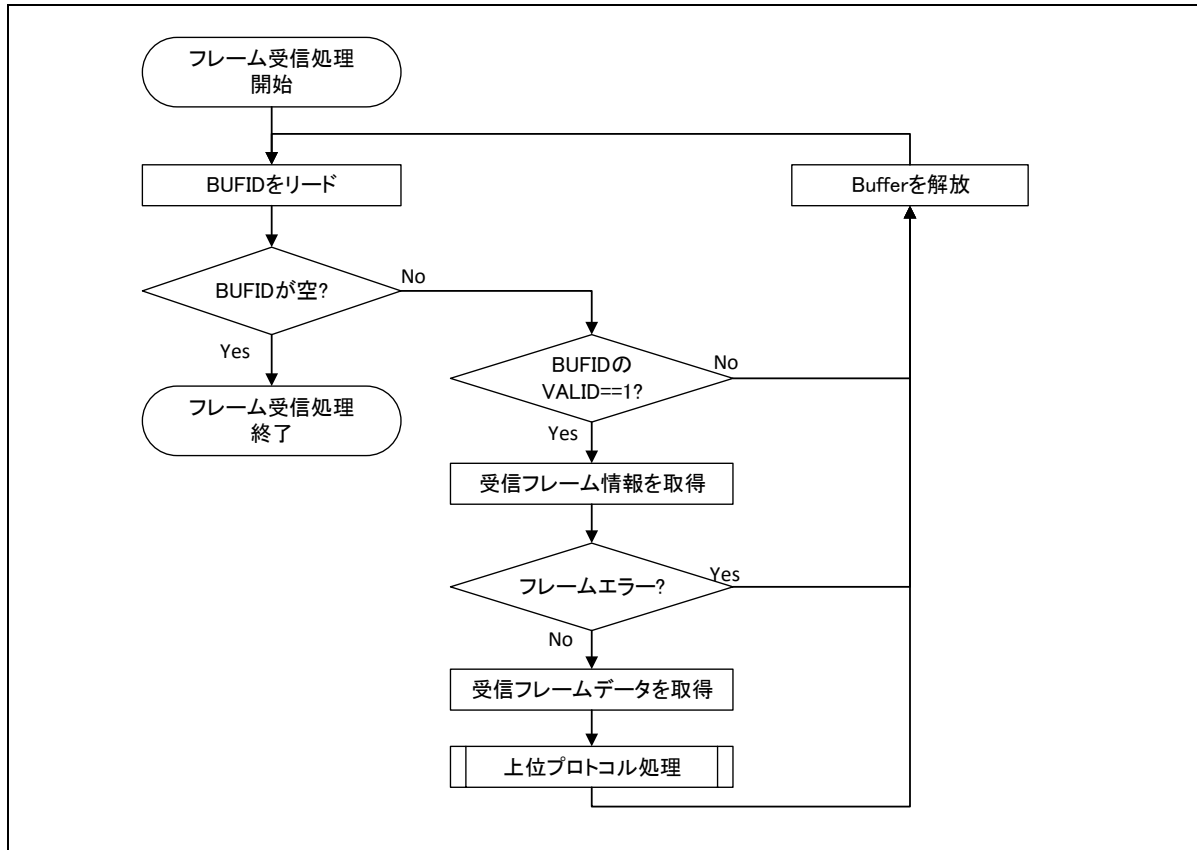 フレーム受信処理
開始
BUFIDをリード
Bufferを解放
BUFIDが空?
No
Yes
フレーム受信処理
終了
BUFIDの
VALID==1?
No
Yes
受信フレーム情報を取得
フレームエラー?
Yes
No
受信フレームデータを取得
上位プロトコル処理